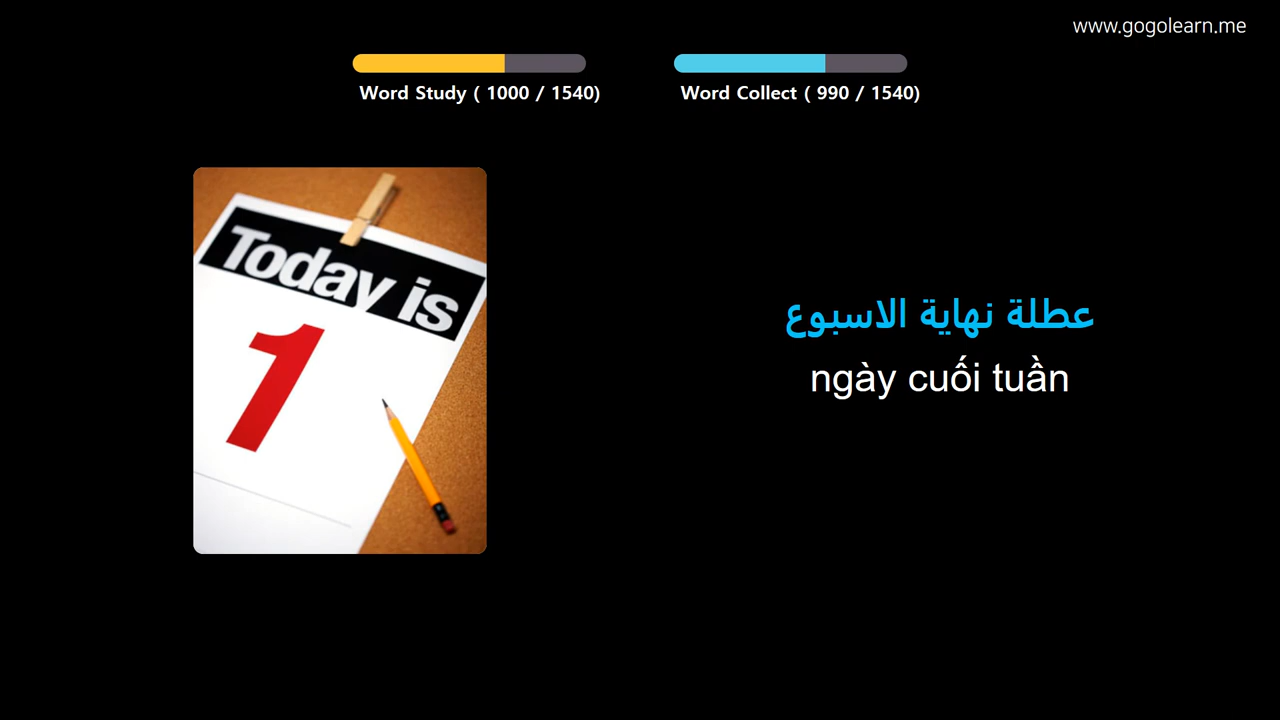 www.gogolearn.me
Word Study ( 1000 / 1540)
Word Collect ( 990 / 1540)
Today is
1
عطلة نهاية الاسبوع
ngày cuối tuần